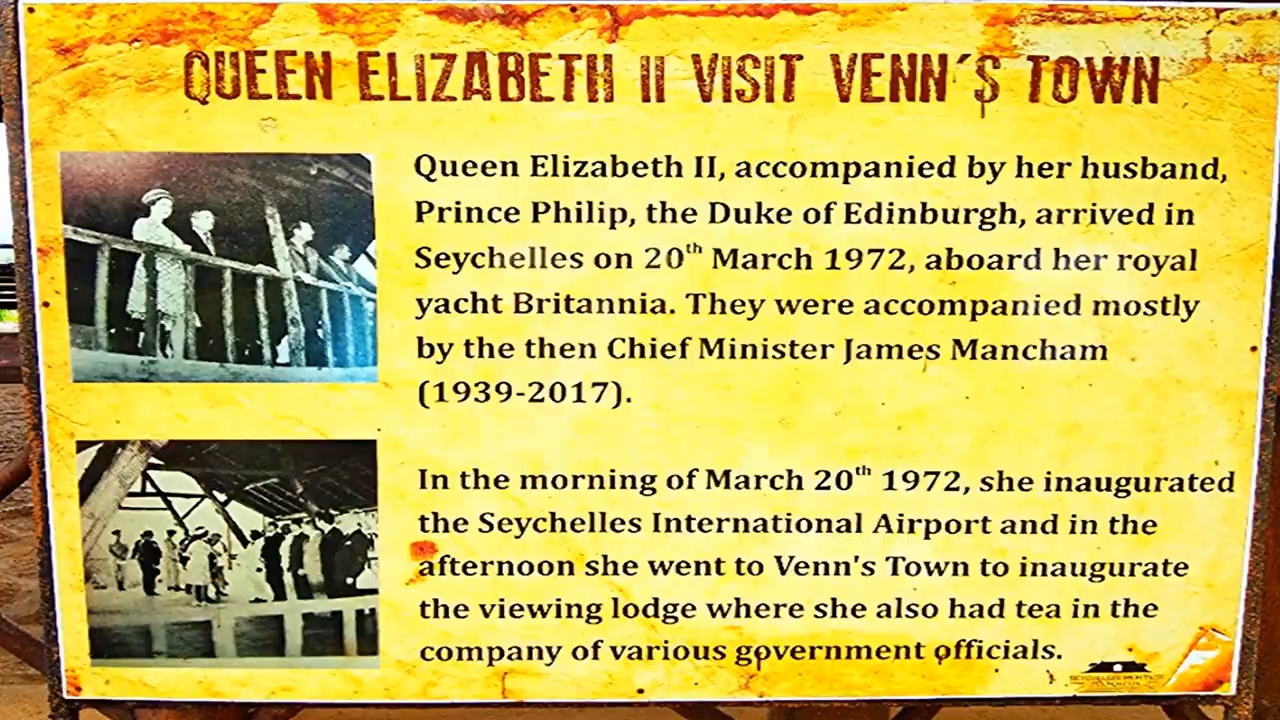 QUEEN ELIZABETH II VISIT VENN´S TOWN
Queen Elizabeth II, accompanied by her husband,
Prince Philip, the Duke of Edinburgh, arrived in
Seychelles on 20th March 1972, aboard her royal
yacht Britannia. They were accompanied mostly
by the then Chief Minister James Mancham
(1939-2017).
In the morning of March 20th 1972, she inaugurated
the Seychelles International Airport and in the
afternoon she went to Venn's Town to inaugurate
the viewing lodge where she also had tea in the
company of various government officials.